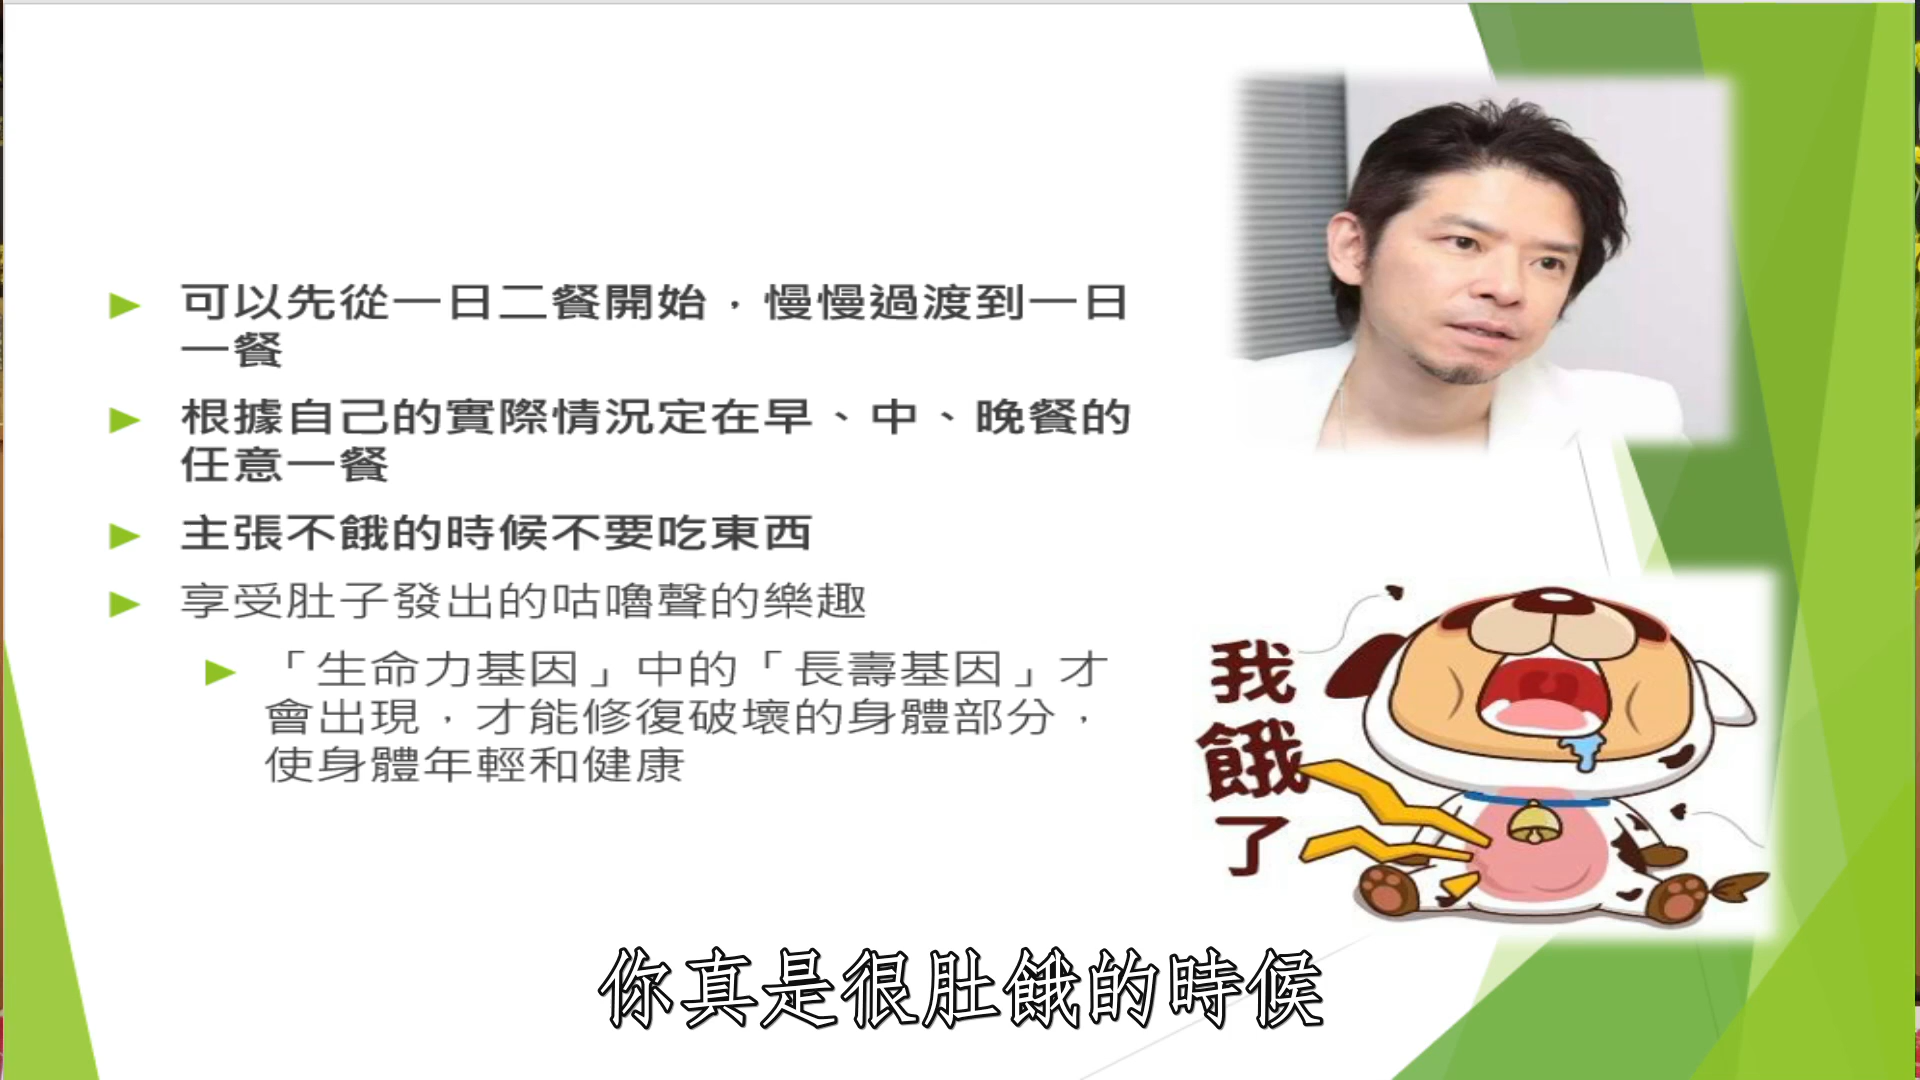 可以先從一日二餐開始，慢慢過渡到一日
一餐
根據自己的實際情況定在早、中、晚餐的
任意一餐
主張不餓的時候不要吃東西
享受肚子發出的咕嚕聲的樂趣
「生命力基因」中的「長壽基因」才
會出現，才能修復破壞的身體部分，
使身體年輕和健康
我
餓
了
你真是很肚餓的時候